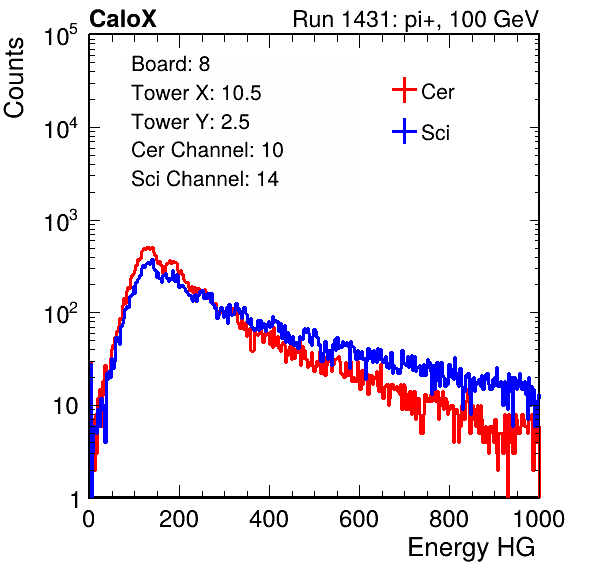 CaloX Run 1431: pi+, 100 GeV
Counts
Board: 8
Tower X: 10.5
Tower Y: 2.5
Cer Channel: 10
Sci Channel: 14
Cer
Sci
10^5
10^4
10^3
10^2
10
1
0 200 400 600 800 1000
Energy HG